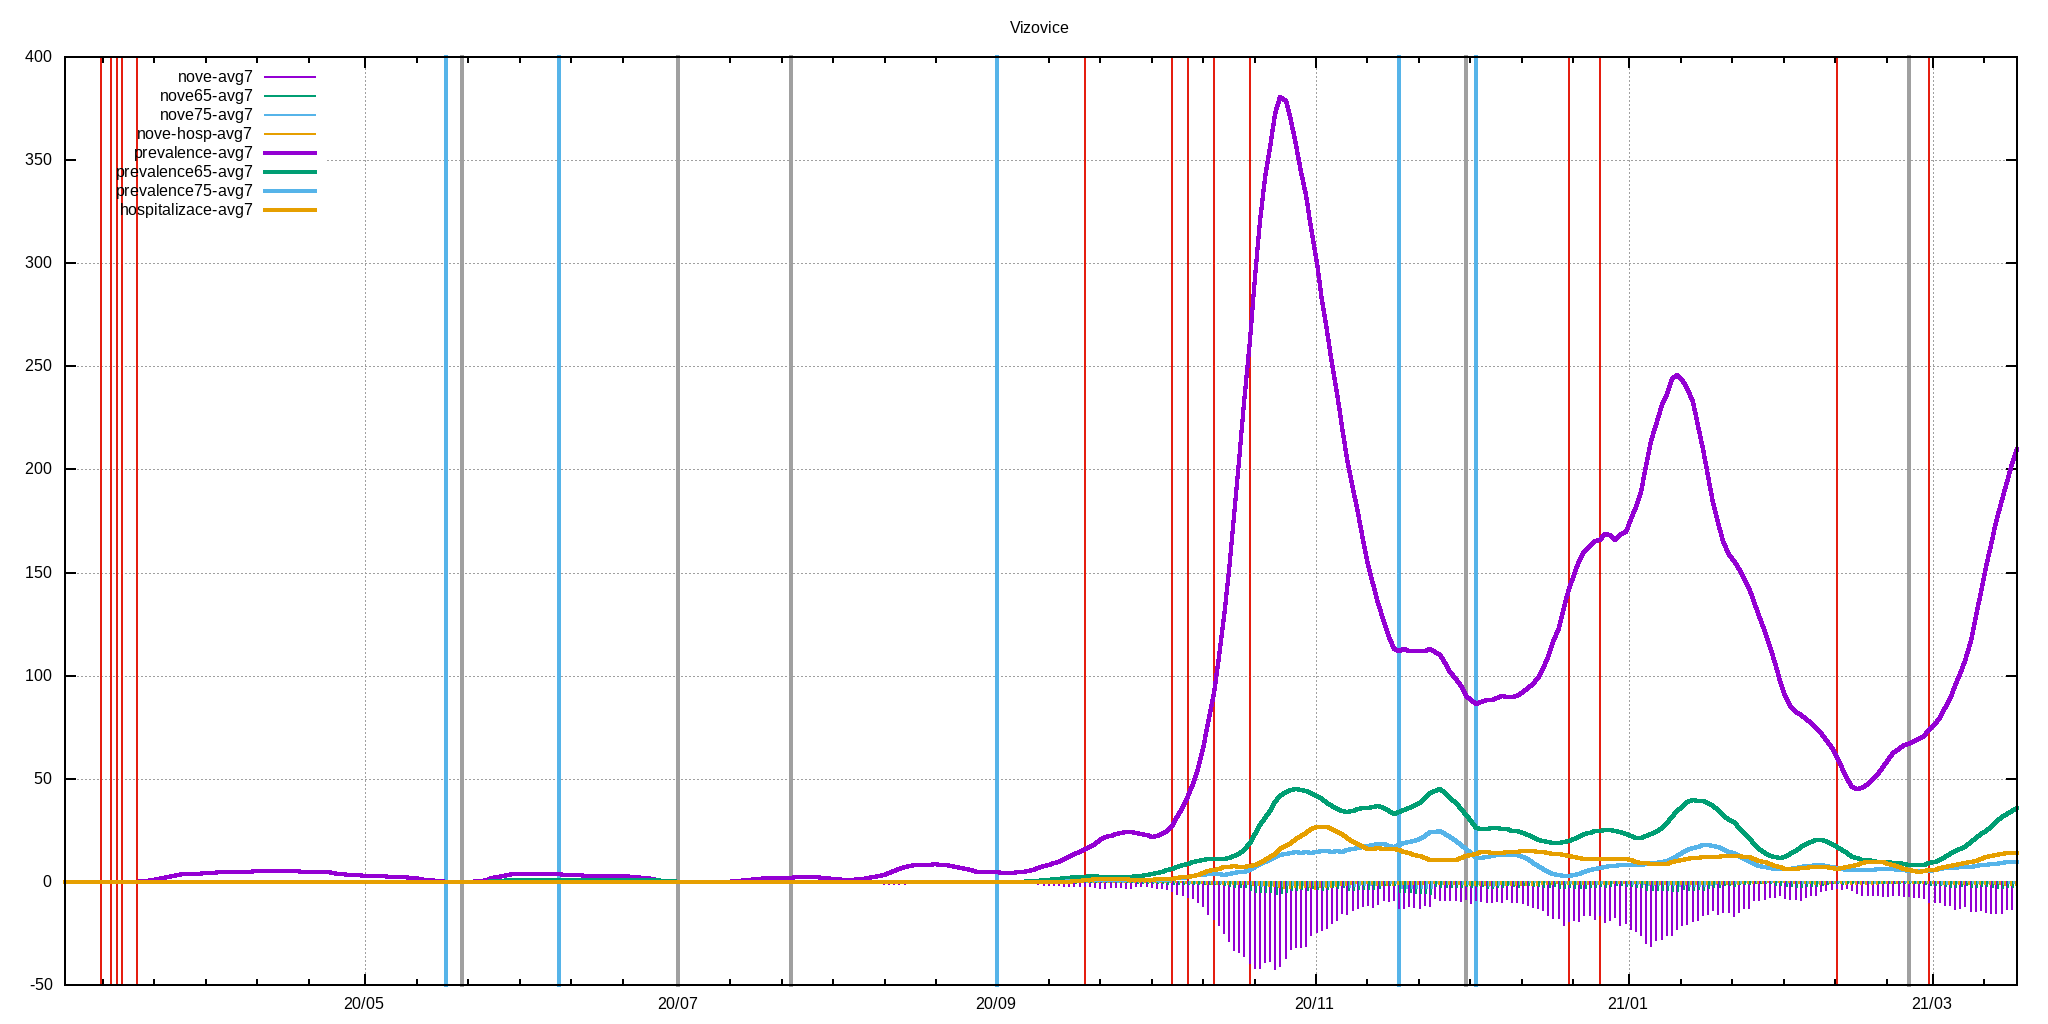 Vizovice
400
350
300
250
200
150
100
50
0
-50
nove-avg7
nove65-avg7
nove75-avg7
nove-hosp-avg7
prevalence-avg7
prevalence65-avg7
prevalence75-avg7
hospitalizace-avg7
20/05 20/07 20/09 20/11 21/01 21/03